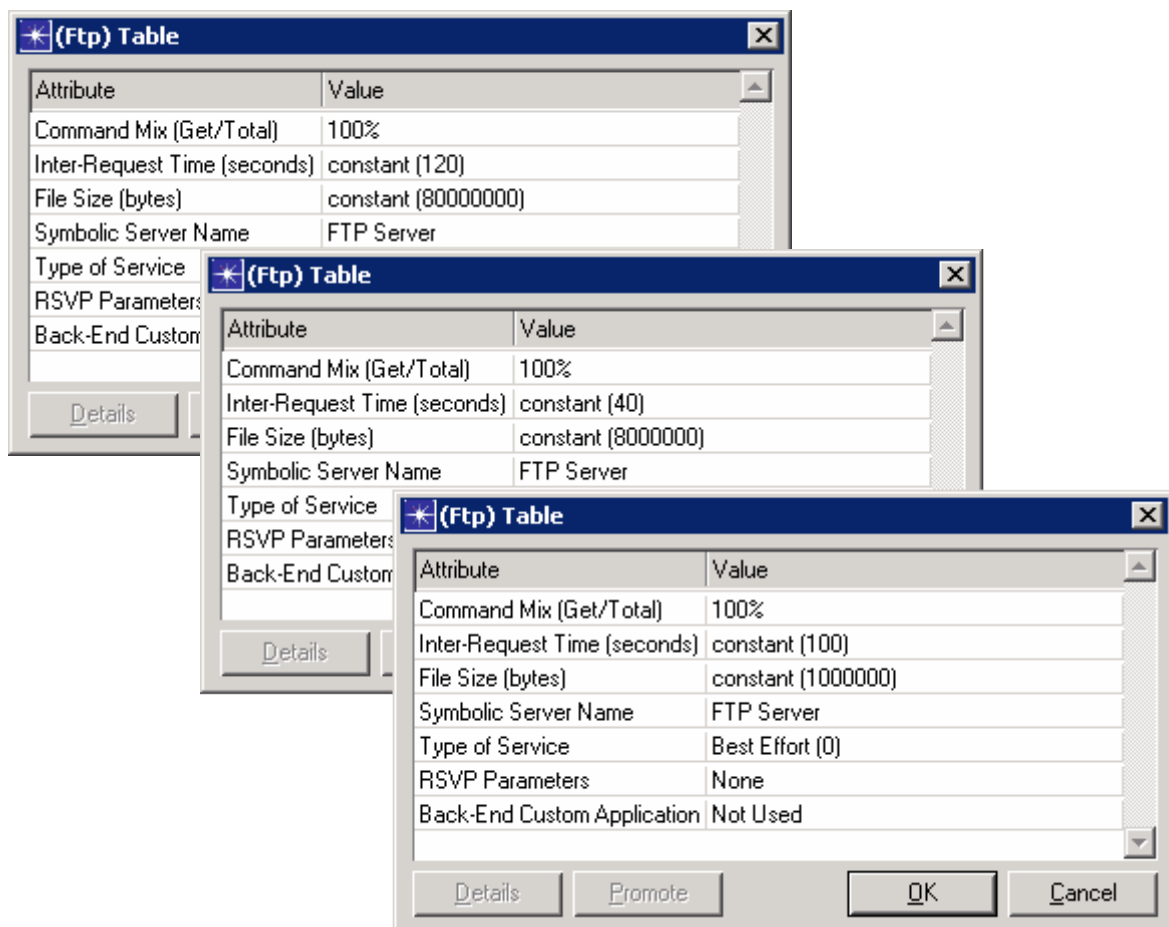 (Ftp) Table
Attribute Value
Command Mix (Get/Total) 100%
Inter-Request Time (seconds) constant (120)
File Size (bytes) constant (80000000)
Symbolic Server Name FTP Server
Type of Service
RSVP Parameters
Back-End Custom
Details
(Ftp) Table
Attribute Value
Command Mix (Get/Total) 100%
Inter-Request Time (seconds) constant (40)
File Size (bytes) constant (8000000)
Symbolic Server Name FTP Server
Type of Service
RSVP Parameters
Back-End Custom
Details
(Ftp) Table
Attribute Value
Command Mix (Get/Total) 100%
Inter-Request Time (seconds) constant (100)
File Size (bytes) constant (1000000)
Symbolic Server Name FTP Server
Type of Service Best Effort (0)
RSVP Parameters None
Back-End Custom Application Not Used
Details Promote OK Cancel